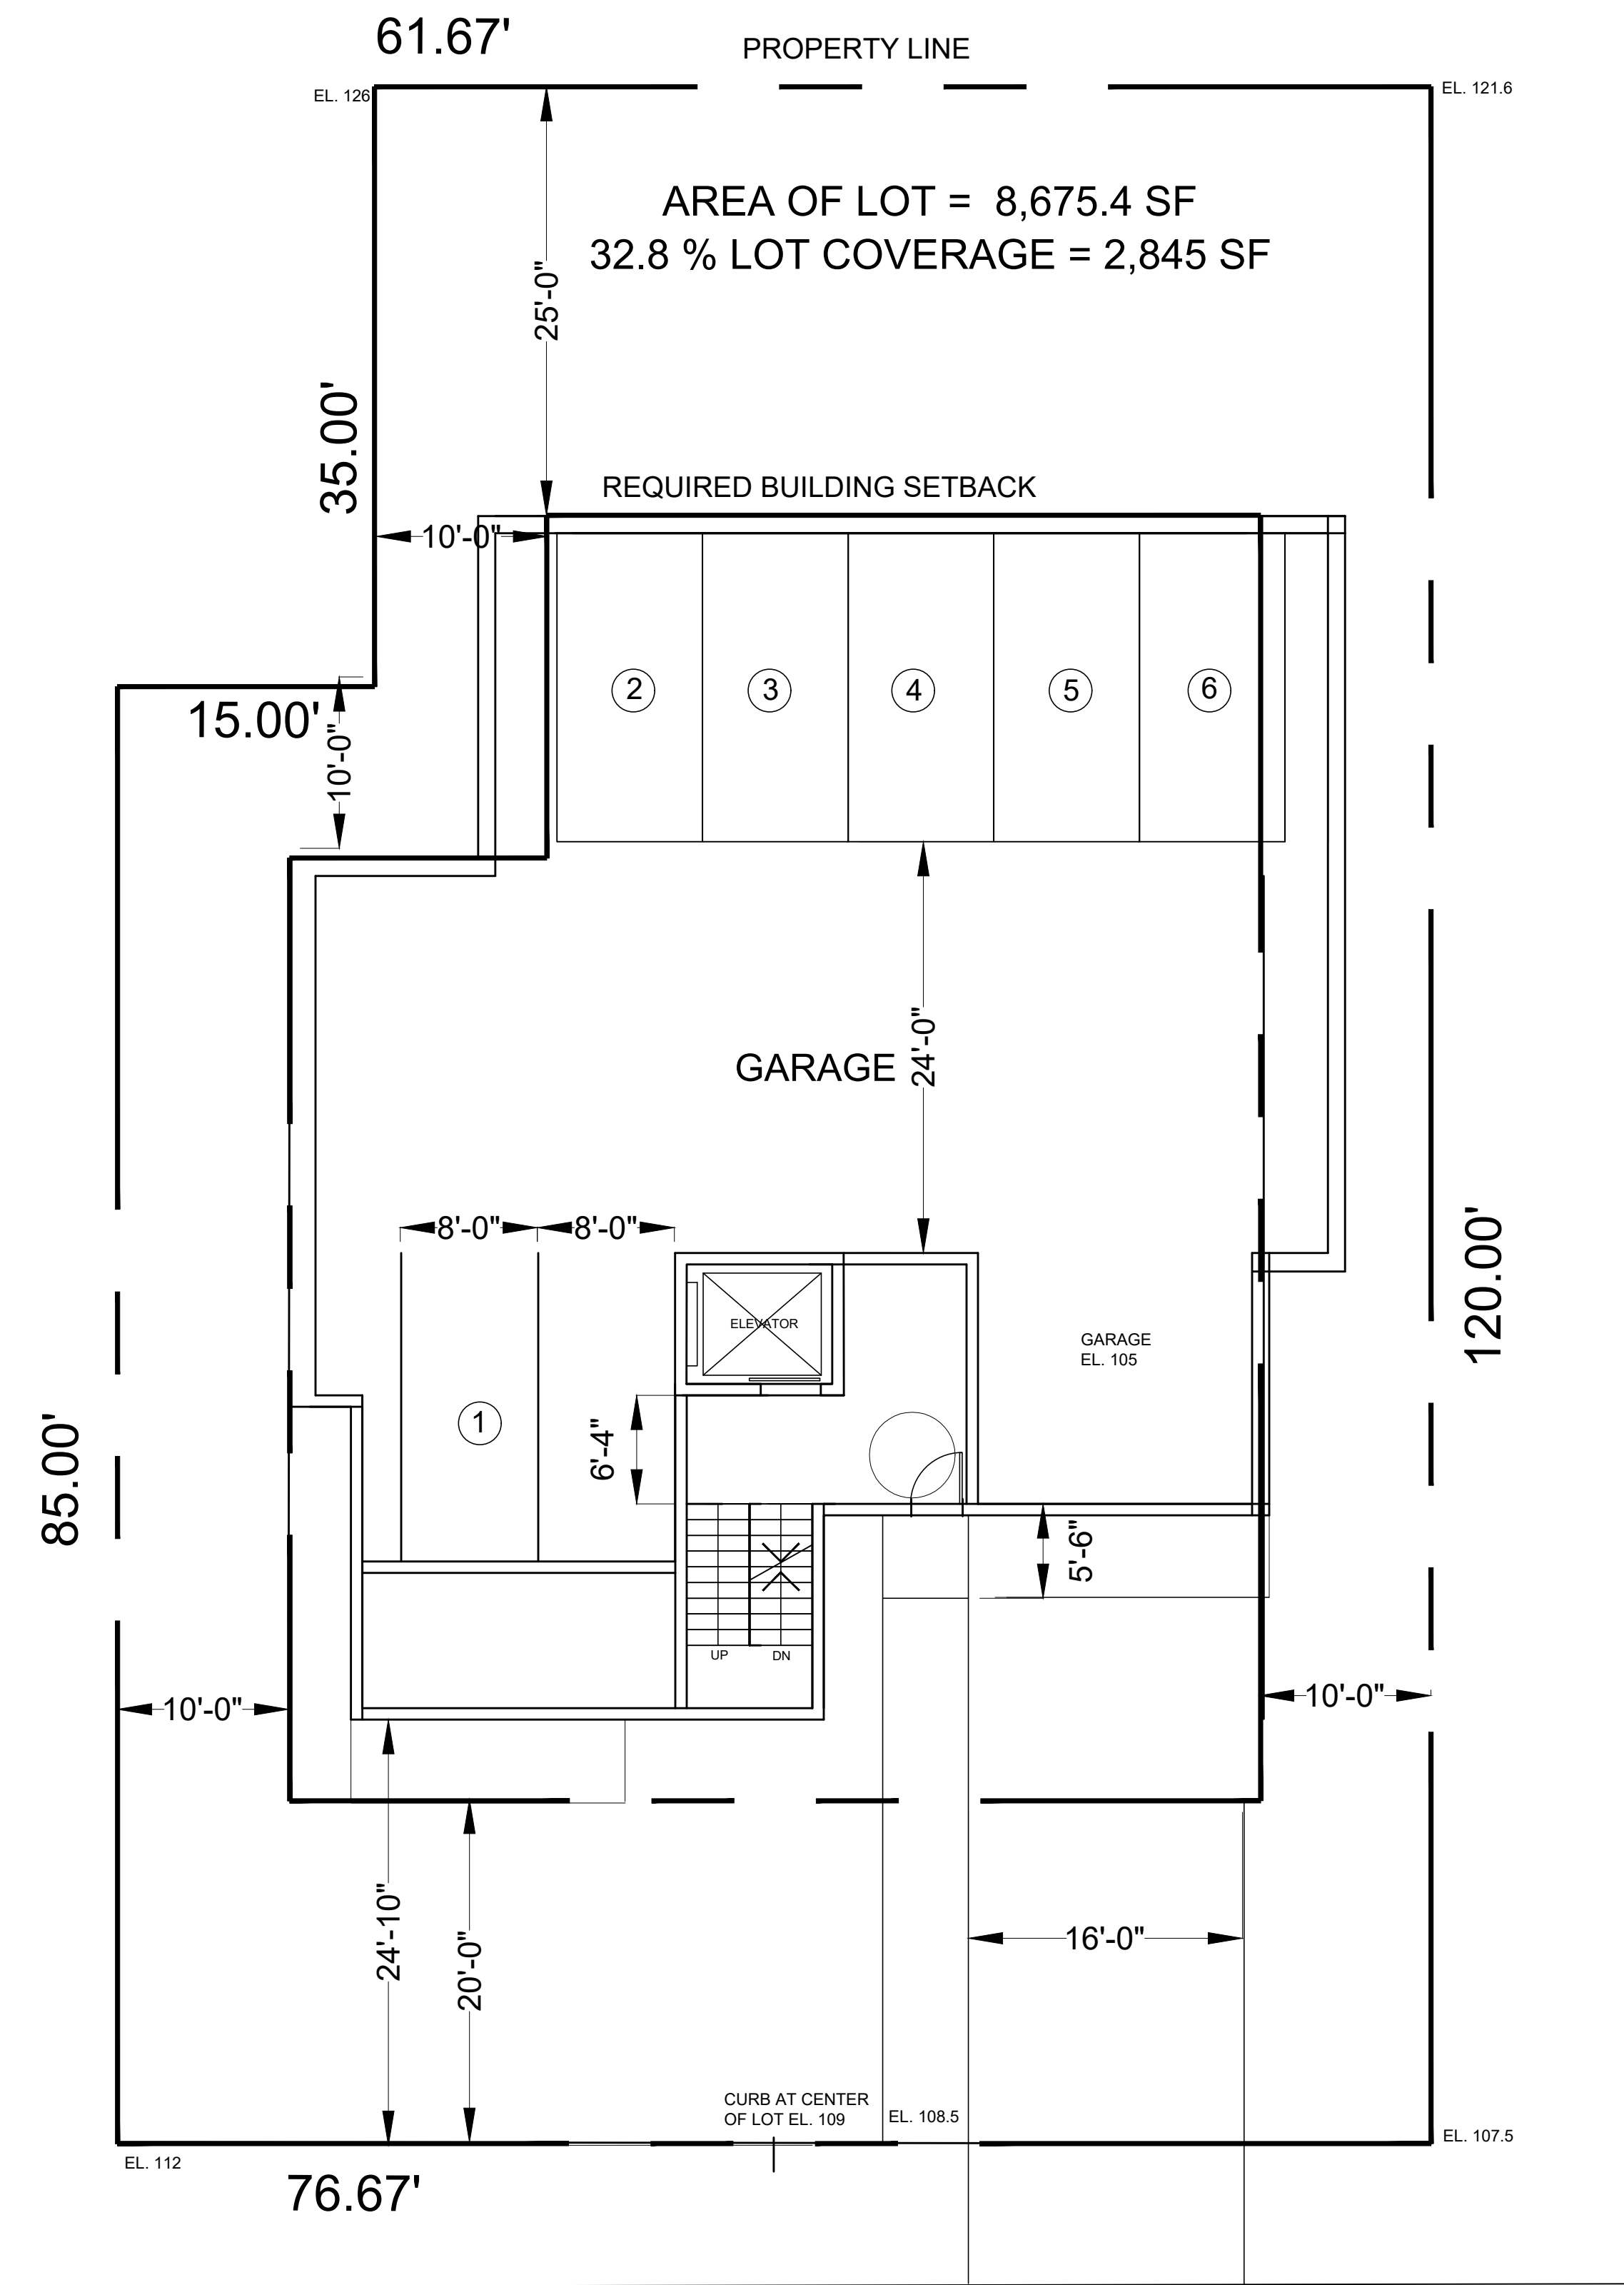 61.67'
PROPERTY LINE
EL. 126
EL. 121.6
AREA OF LOT = 8,675.4 SF
32.8 % LOT COVERAGE = 2,845 SF
25'-0"
35.00'
REQUIRED BUILDING SETBACK
10'-0"
2
3
4
5
6
15.00'
10'-0"
GARAGE
24'-0"
8'-0"
8'-0"
120.00'
ELEVATOR
GARAGE
EL. 105
1
6'-4"
85.00'
5'-6"
UP
DN
10'-0"
10'-0"
24'-10"
20'-0"
16'-0"
CURB AT CENTER
OF LOT EL. 109
EL. 108.5
EL. 107.5
EL. 112
76.67'